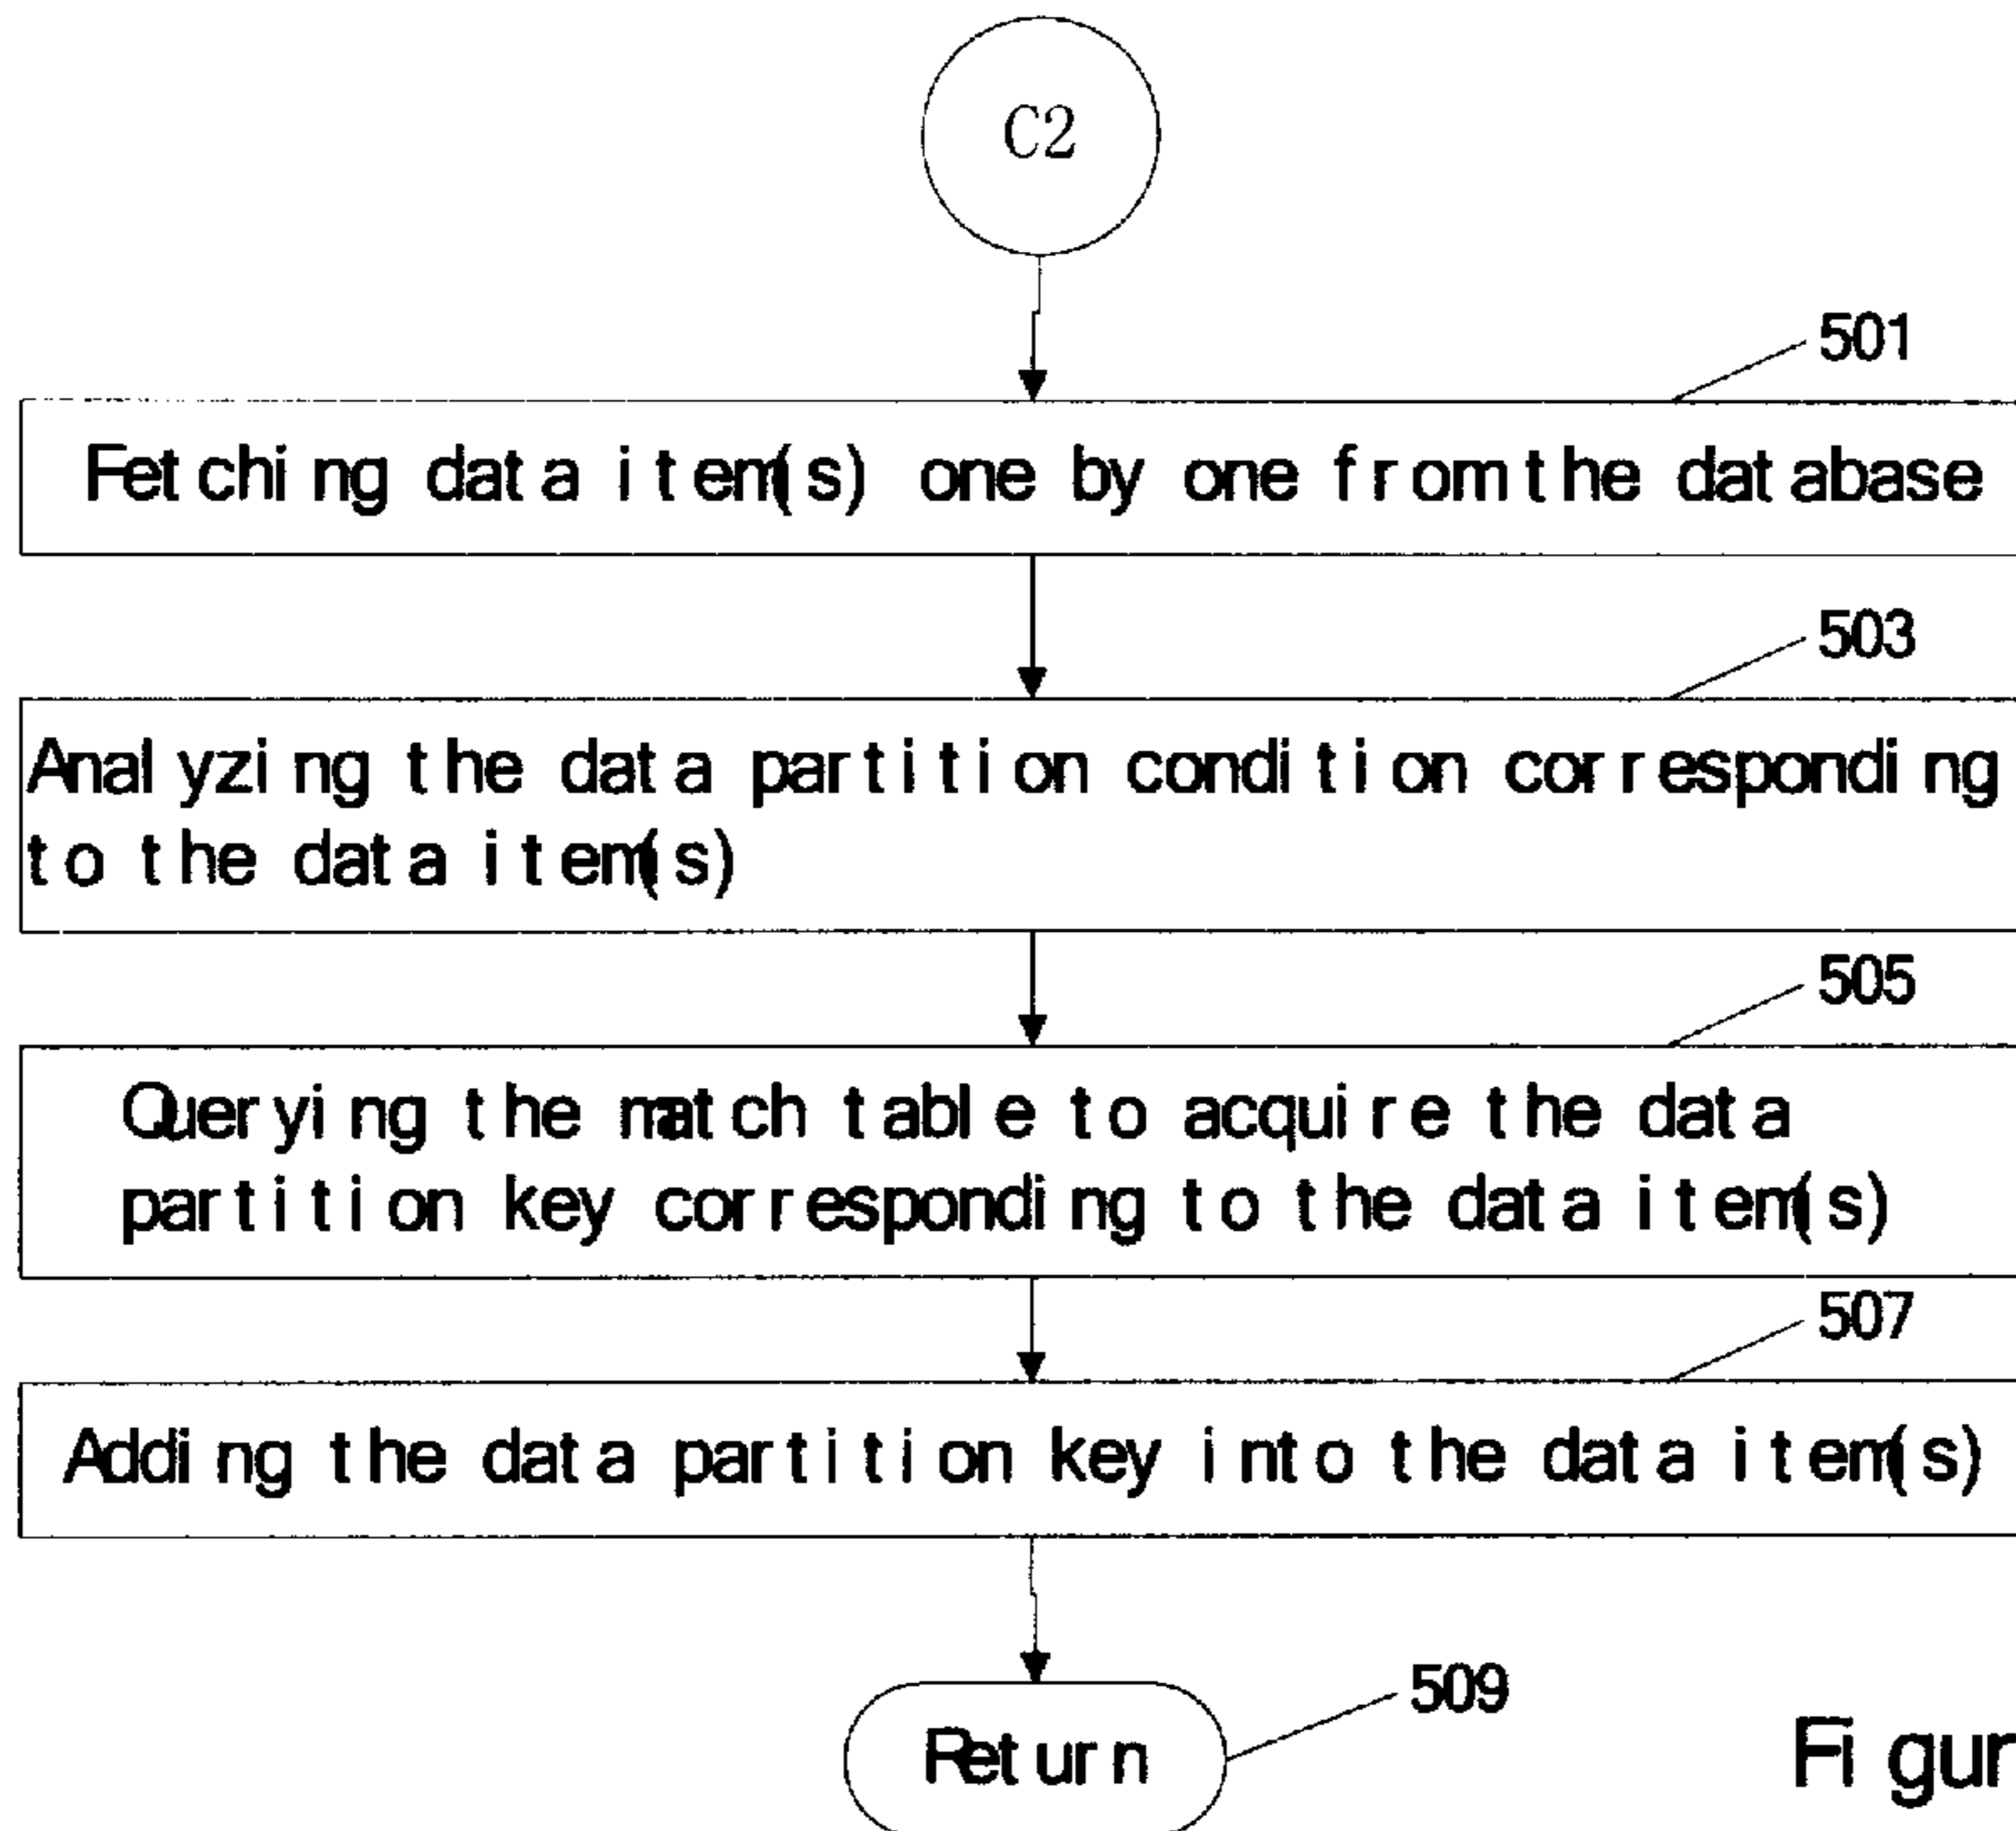 C2
501
Fetching data item(s) one by one from the database
503
Analyzing the data partition condition corresponding
to the data item(s)
505
Querying the match table to acquire the data
partition key corresponding to the data item(s)
507
Adding the data partition key into the data item(s)
509
Return